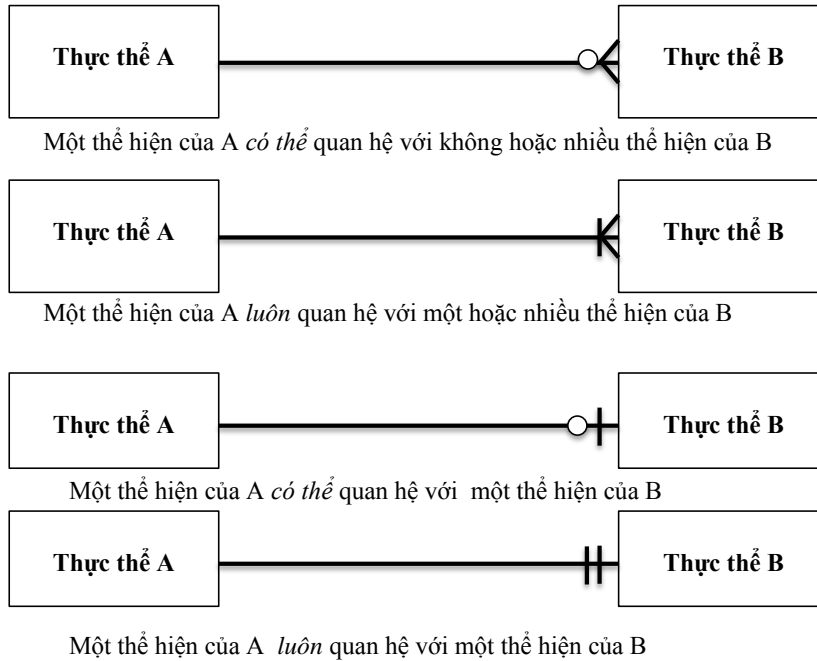 Thực thể A Thực thể B
Một thể hiện của A có thể quan hệ với không hoặc nhiều thể hiện của B
Thực thể A Thực thể B
Một thể hiện của A luôn quan hệ với một hoặc nhiều thể hiện của B
Thực thể A Thực thể B
Một thể hiện của A có thể quan hệ với một thể hiện của B
Thực thể A Thực thể B
Một thể hiện của A luôn quan hệ với một thể hiện của B